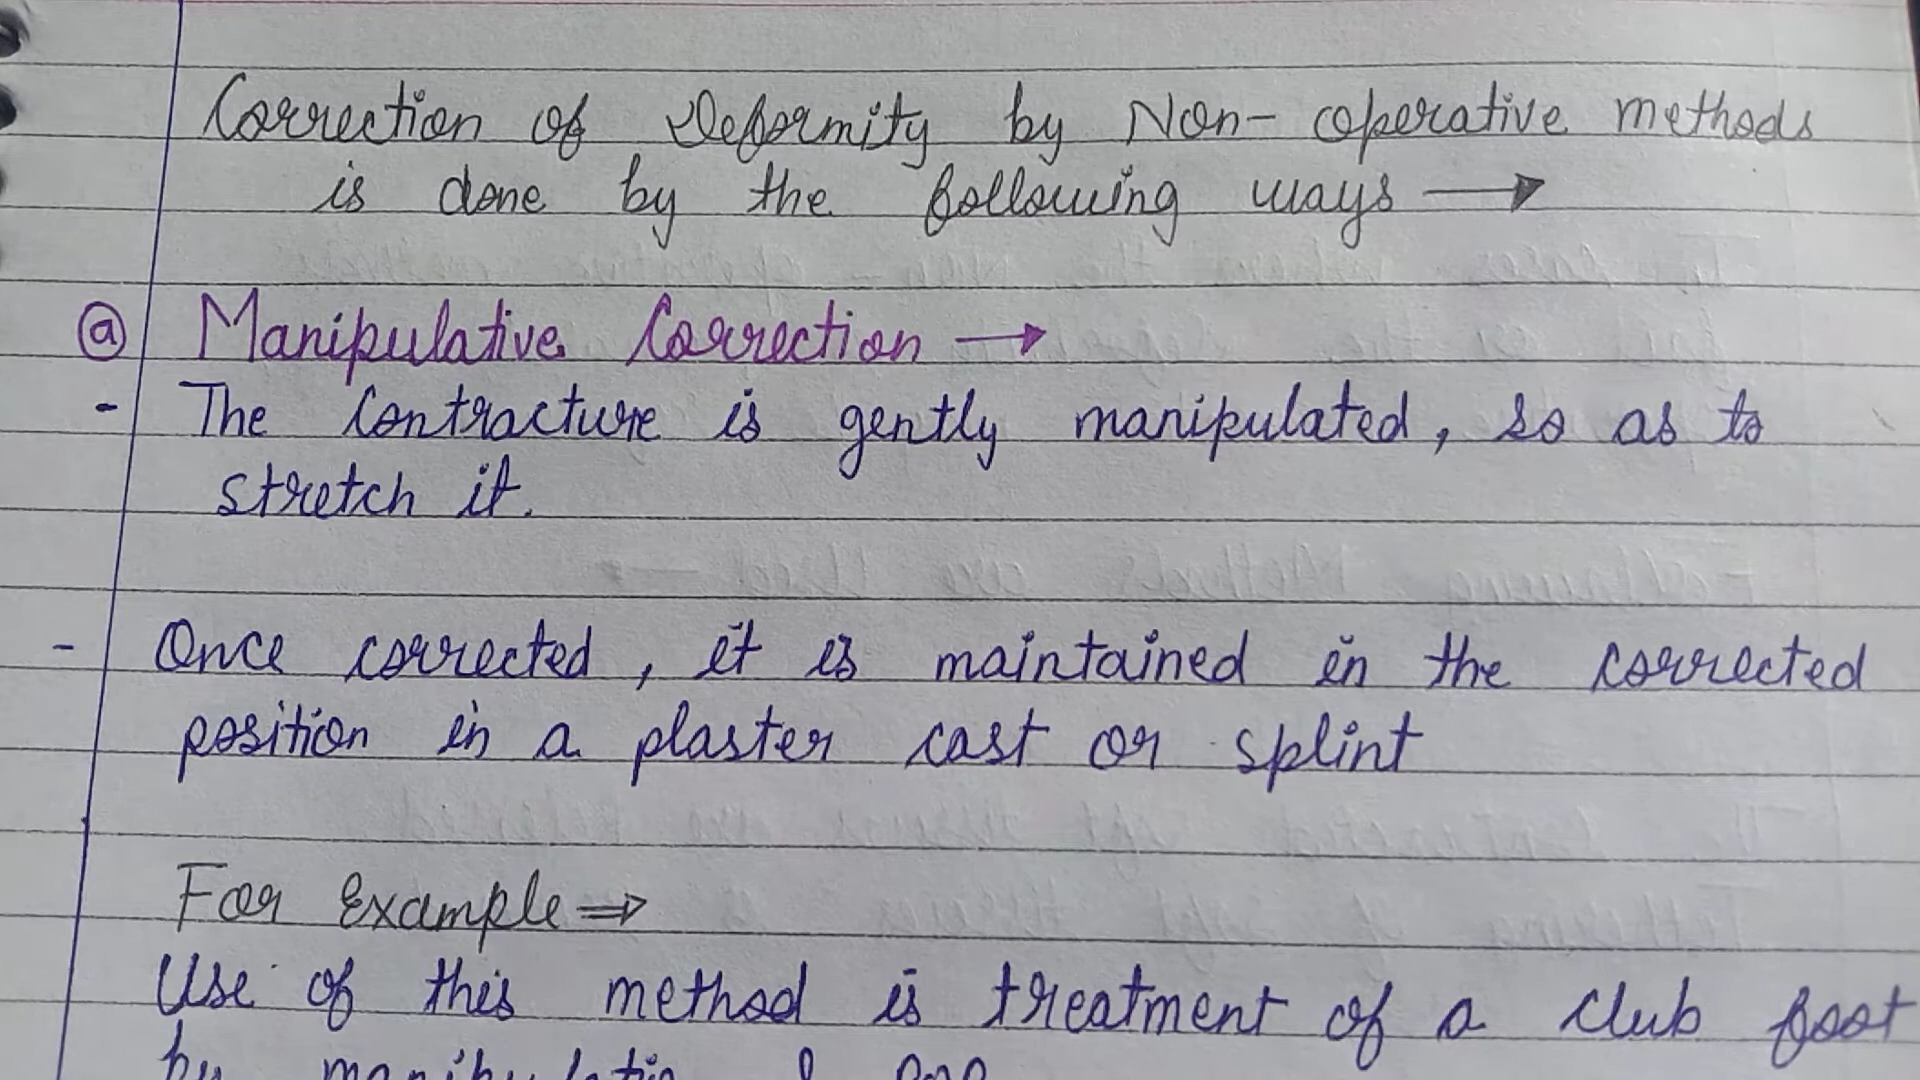 Correction of Deformity by Non-operative methods
is done by the following ways →
ⓐ Manipulative Correction →
- The Contracture is gently manipulated, so as to
stretch it.
- Once corrected, it is maintained in the corrected
position in a plaster cast or splint
For Example ⇒
Use of this method is treatment of a club foot
by